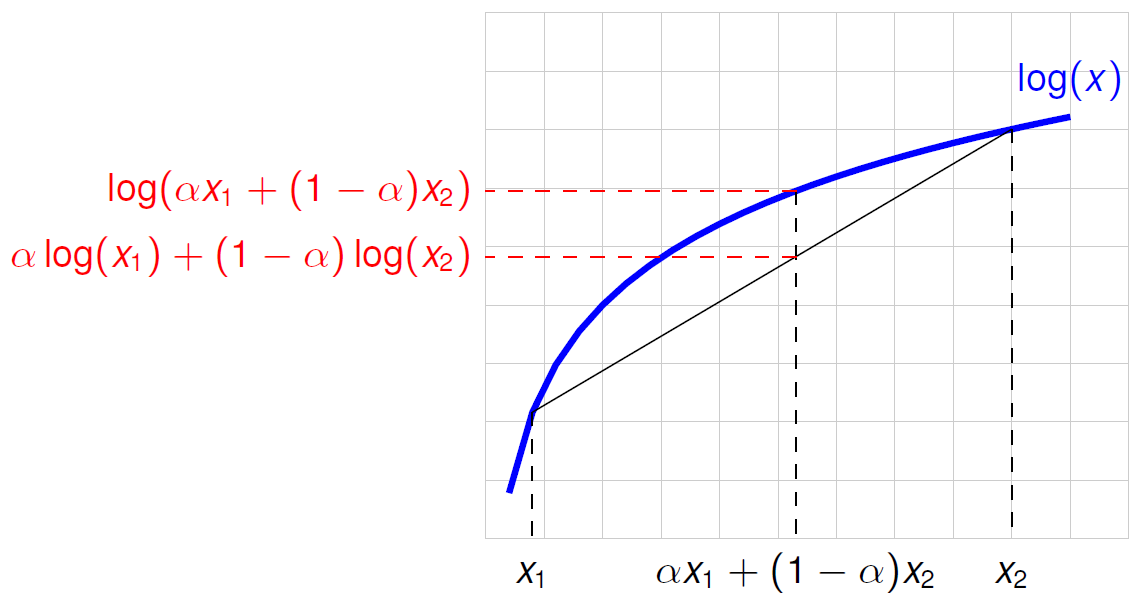 log(x)
log(αx₁ + (1 − α)x₂)
α log(x₁) + (1 − α) log(x₂)
x₁ αx₁ + (1 − α)x₂ x₂